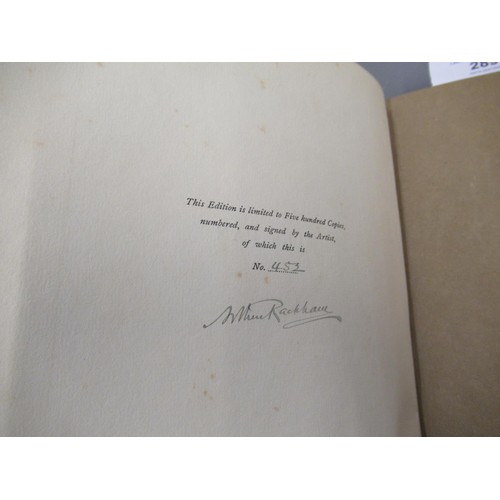 This Edition is limited to Five hundred Copies,
numbered, and signed by the Artist,
of which this is
No. 453
Arthur Rackham